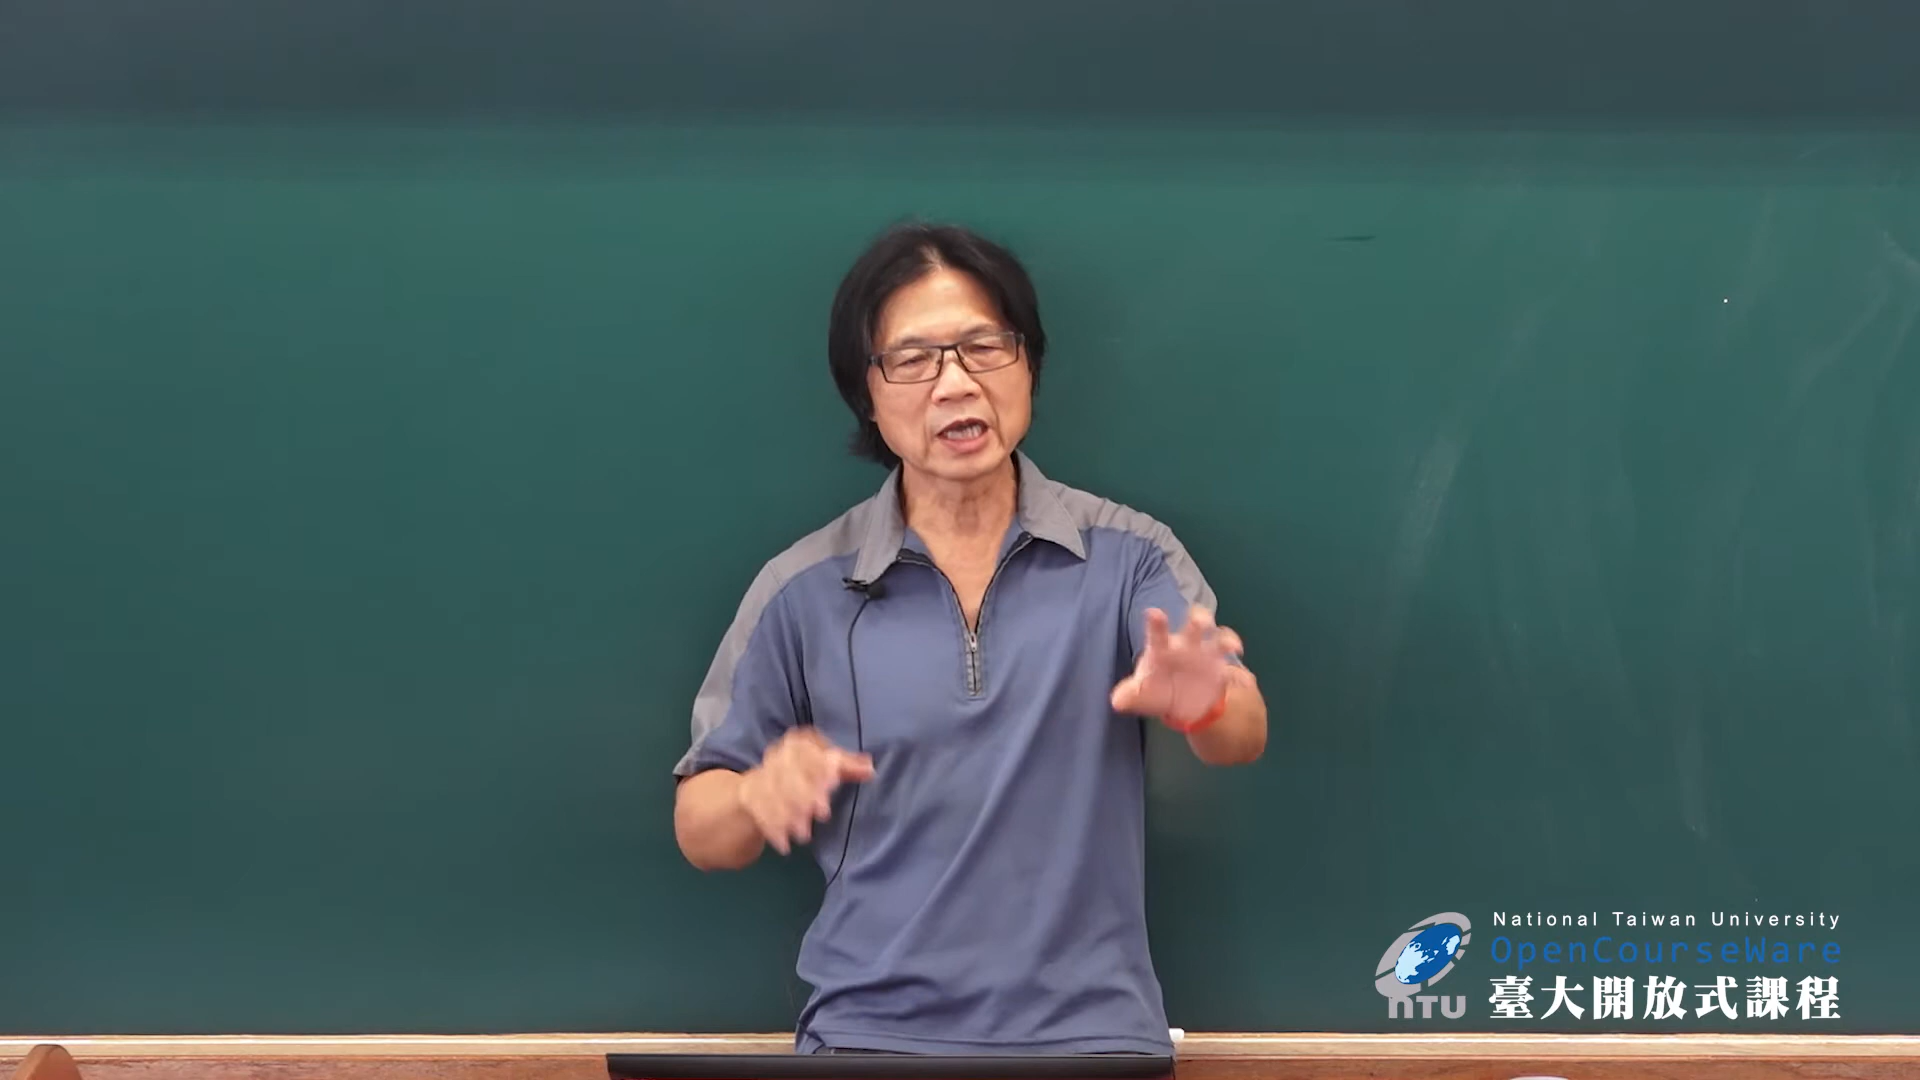 National Taiwan University
OpenCourseWare
臺大開放式課程
NTU